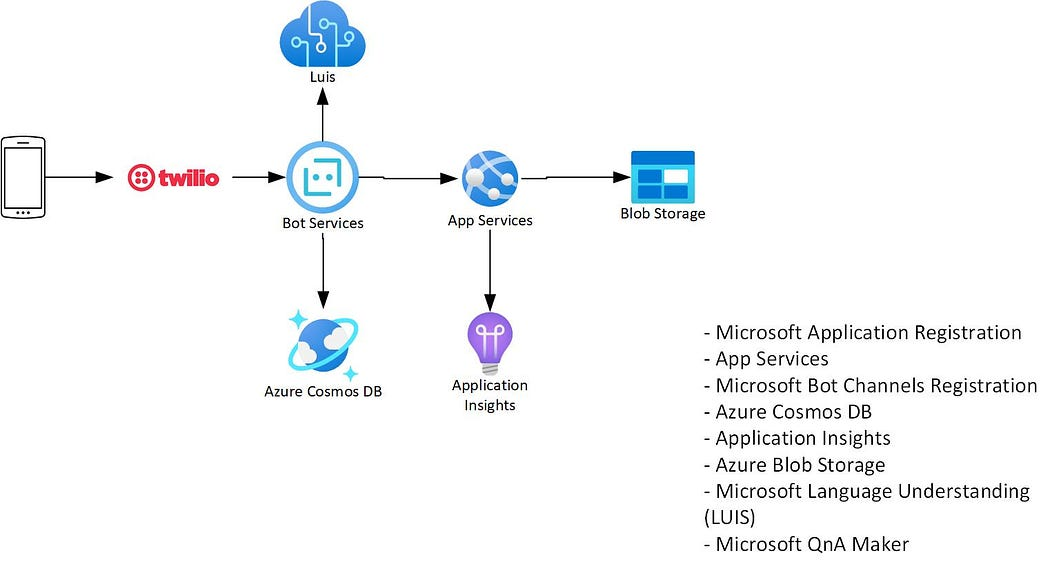 Luis
twilio
Bot Services
App Services
Blob Storage
Azure Cosmos DB
Application
Insights
- Microsoft Application Registration
- App Services
- Microsoft Bot Channels Registration
- Azure Cosmos DB
- Application Insights
- Azure Blob Storage
- Microsoft Language Understanding
(LUIS)
- Microsoft QnA Maker